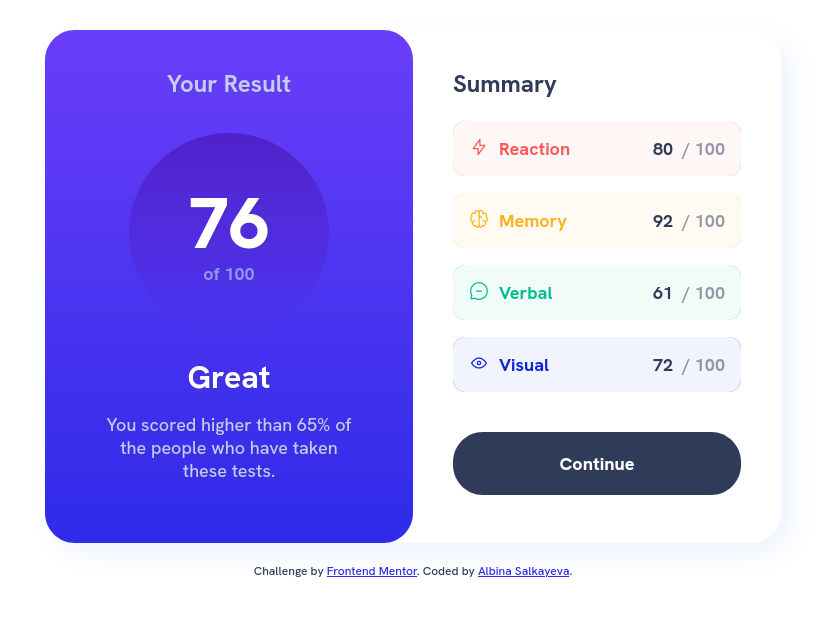 Your Result
76
of 100
Great
You scored higher than 65% of
the people who have taken
these tests.
Summary
Reaction 80 / 100
Memory 92 / 100
Verbal 61 / 100
Visual 72 / 100
Continue
Challenge by Frontend Mentor. Coded by Albina Salkayeva.